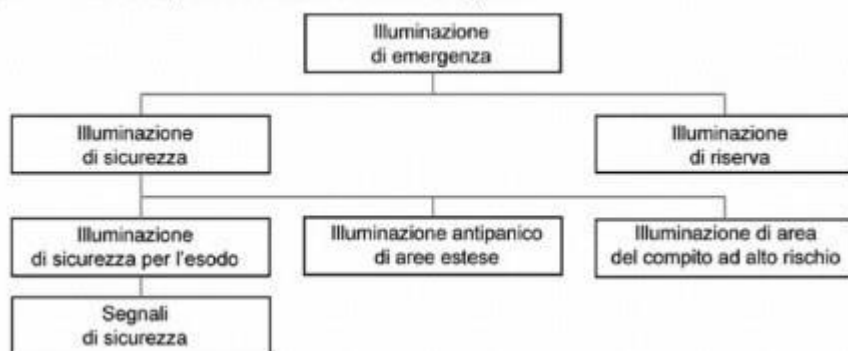 Illuminazione
di emergenza
Illuminazione
di sicurezza
Illuminazione
di riserva
Illuminazione
di sicurezza per l'esodo
Illuminazione antipanico
di aree estese
Illuminazione di area
del compito ad alto rischio
Segnali
di sicurezza